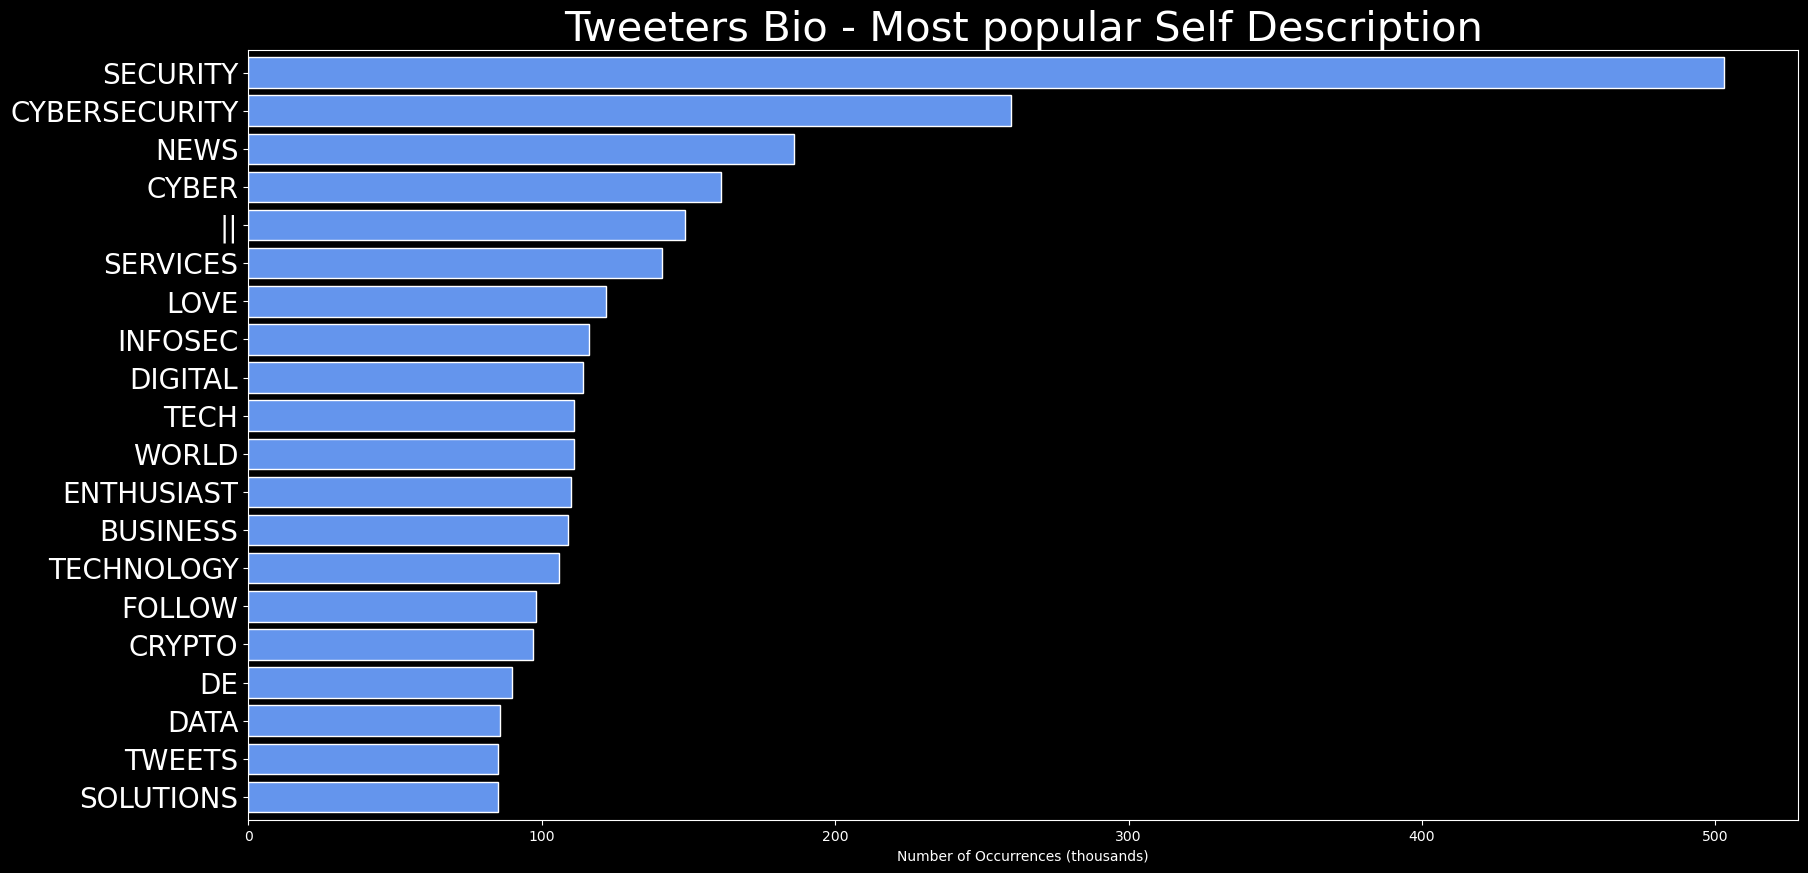 Tweeters Bio - Most popular Self Description
SECURITY
CYBERSECURITY
NEWS
CYBER
||
SERVICES
LOVE
INFOSEC
DIGITAL
TECH
WORLD
ENTHUSIAST
BUSINESS
TECHNOLOGY
FOLLOW
CRYPTO
DE
DATA
TWEETS
SOLUTIONS
0 100 200 300 400 500
Number of Occurrences (thousands)